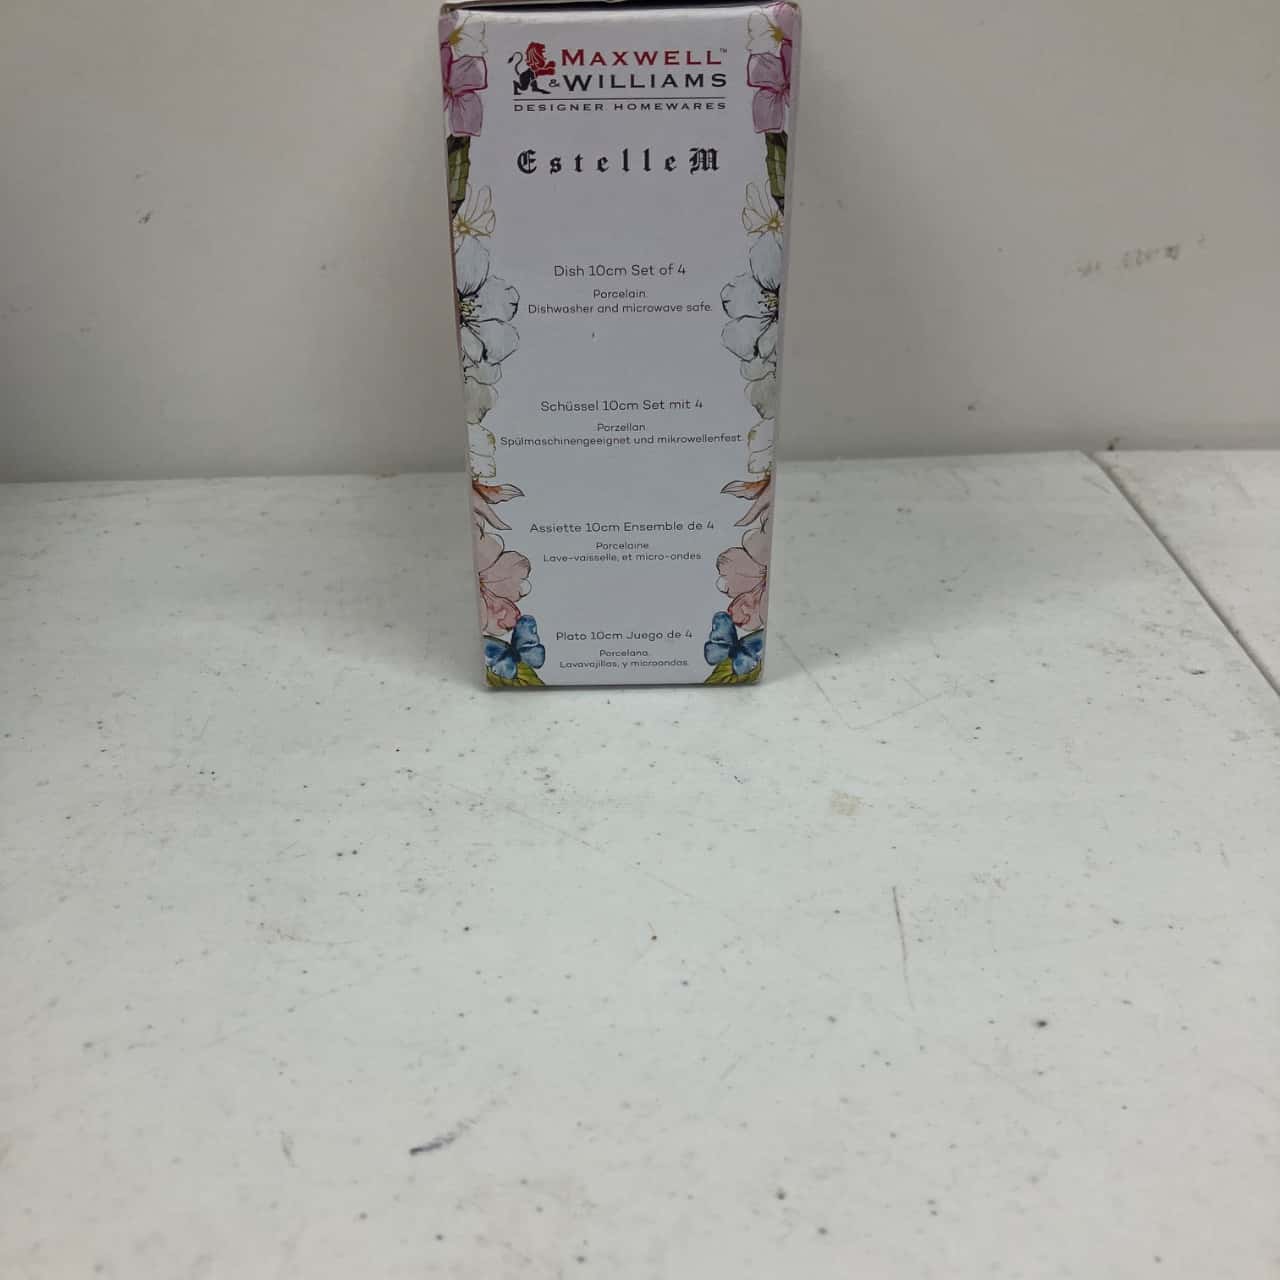 MAXWELL™
& WILLIAMS
DESIGNER HOMEWARES
EstelleM
Dish 10cm Set of 4
Porcelain.
Dishwasher and microwave safe.
Schüssel 10cm Set mit 4
Porzellan.
Spülmaschinengeeignet und mikrowellenfest.
Assiette 10cm Ensemble de 4
Porcelaine.
Lave-vaisselle, et micro-ondes.
Plato 10cm Juego de 4
Porcelana.
Lavavajillas, y microondas.